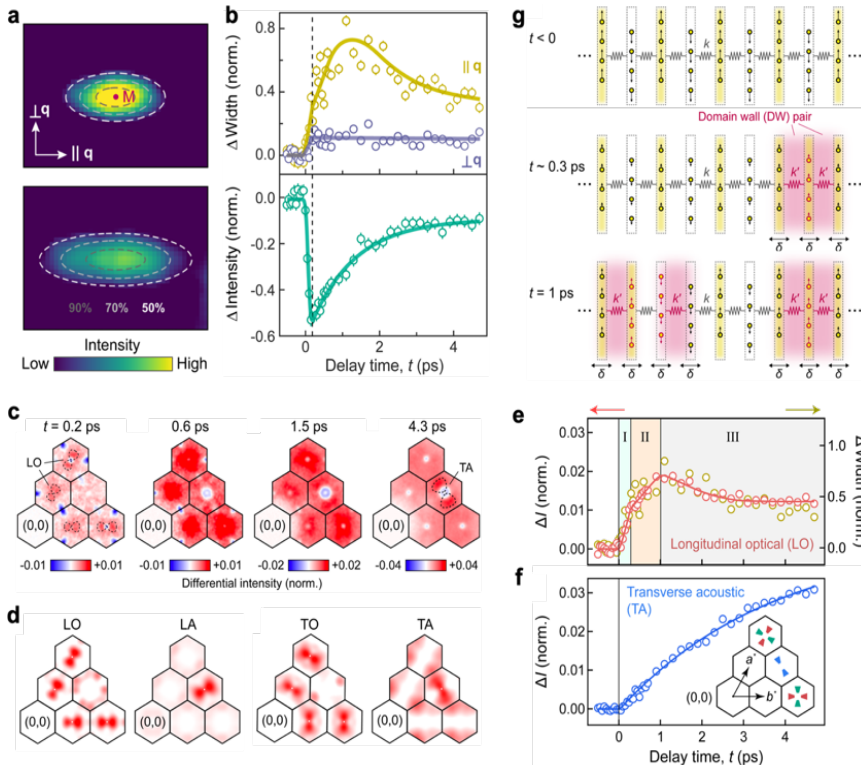 a
M
⊥q
|| q
90% 70% 50%
Intensity
Low High
b
Δ Width (norm.)
0.8
0.4
0.0
|| q
⊥q
Δ Intensity (norm.)
0.0
-0.2
-0.4
-0.6
0 2 4
Delay time, t (ps)
g
t < 0
k
Domain wall (DW) pair
t ~ 0.3 ps
k k' k'
δ δ δ
t = 1 ps
k' k' k k' k'
δ δ δ δ δ δ δ
c
t = 0.2 ps 0.6 ps 1.5 ps 4.3 ps
LO
TA
(0,0) (0,0) (0,0) (0,0)
-0.01 +0.01 -0.01 +0.01 -0.02 +0.02 -0.04 +0.04
Differential intensity (norm.)
d
LO LA TO TA
(0,0) (0,0) (0,0) (0,0)
e
I II III
ΔI (norm.)
0.03
0.02
0.01
0.00
1.0
0.5
0.0
Longitudinal optical (LO)
f
Transverse acoustic
(TA)
ΔI (norm.)
0.03
0.02
0.01
0.00
a*
(0,0) b*
0 1 2 3 4
Delay time, t (ps)